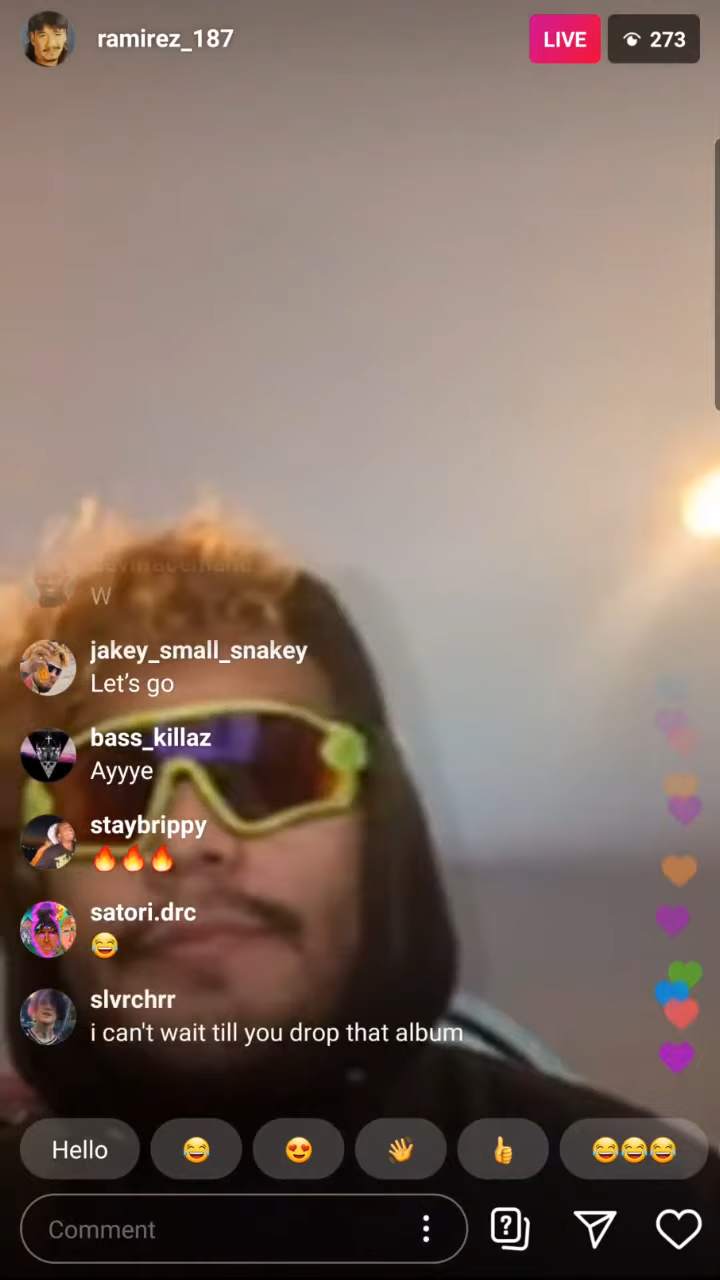 ramirez_187
LIVE
273
W
jakey_small_snakey
Let's go
bass_killaz
Ayyye
staybrippy
🔥🔥🔥
satori.drc
😂
slvrchrr
i can't wait till you drop that album
Hello
😂
😍
👋
👍
😂😂😂
Comment